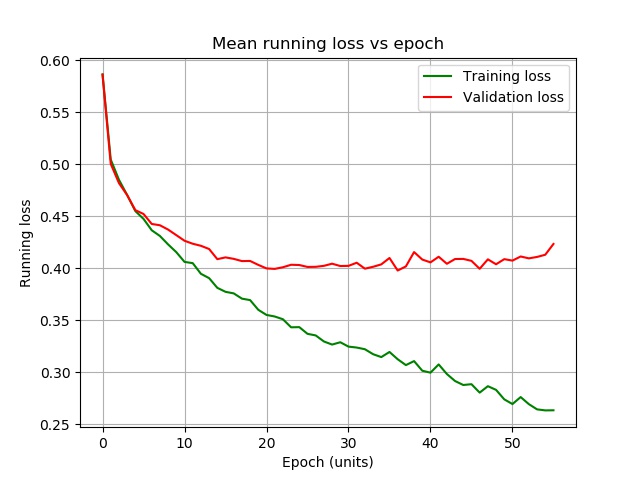 Mean running loss vs epoch
Training loss
Validation loss
0.60
0.55
0.50
0.45
0.40
0.35
0.30
0.25
Running loss
0 10 20 30 40 50
Epoch (units)